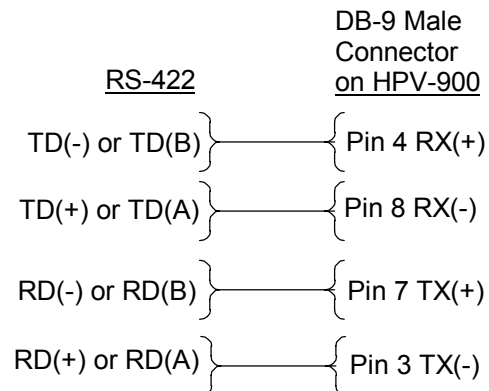 DB-9 Male
Connector
RS-422
on HPV-900
TD(-) or TD(B)
Pin 4 RX(+)
TD(+) or TD(A)
Pin 8 RX(-)
RD(-) or RD(B)
Pin 7 TX(+)
RD(+) or RD(A)
Pin 3 TX(-)